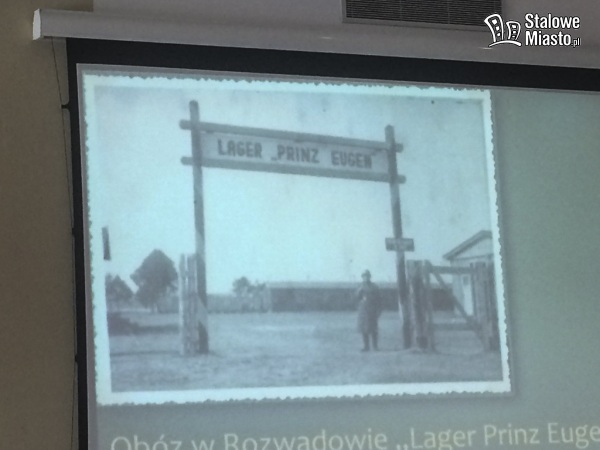 Stalowe
Miasto.pl
LAGER „PRINZ EUGEN"
Obóz w Rozwadowie „Lager Prinz Euge